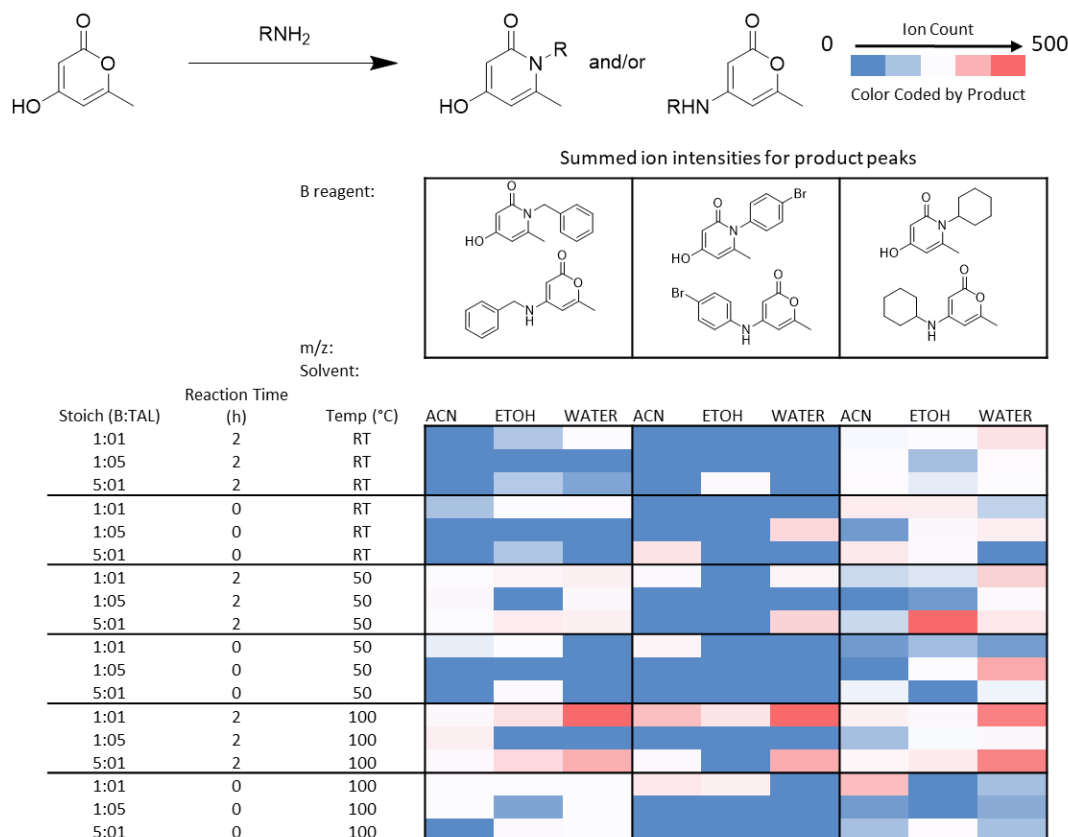 O
O
HO
RNH2
O
N
R
HO
and/or
O
O
RHN
0
Ion Count
500
Color Coded by Product
Summed ion intensities for product peaks
B reagent:
O
N
HO
O
O
N
H
O
N
Br
HO
Br
O
O
N
H
O
N
HO
O
O
N
H
m/z:
Solvent:
Stoich (B:TAL) Reaction Time (h) Temp (°C) ACN ETOH WATER ACN ETOH WATER ACN ETOH WATER
1:01 2 RT
1:05 2 RT
5:01 2 RT
1:01 0 RT
1:05 0 RT
5:01 0 RT
1:01 2 50
1:05 2 50
5:01 2 50
1:01 0 50
1:05 0 50
5:01 0 50
1:01 2 100
1:05 2 100
5:01 2 100
1:01 0 100
1:05 0 100
5:01 0 100